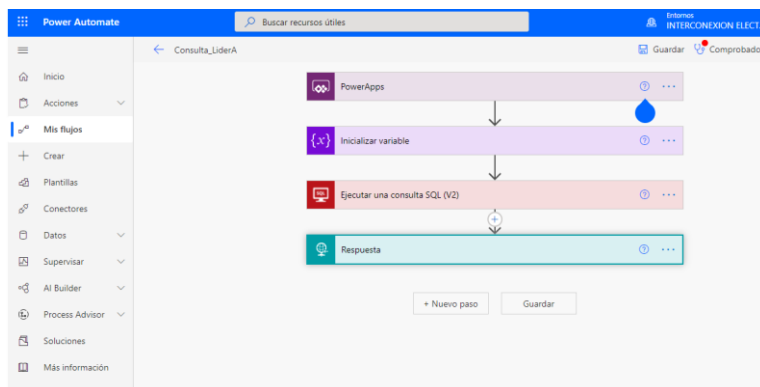 Power Automate
Buscar recursos útiles
Entornos
INTERCONEXION ELECT
Consulta_LiderA
Guardar
Comprobado
Inicio
Acciones
Mis flujos
Crear
Plantillas
Conectores
Datos
Supervisar
AI Builder
Process Advisor
Soluciones
Más información
PowerApps
{x} Inicializar variable
SQL Ejecutar una consulta SQL (V2)
Respuesta
+ Nuevo paso
Guardar